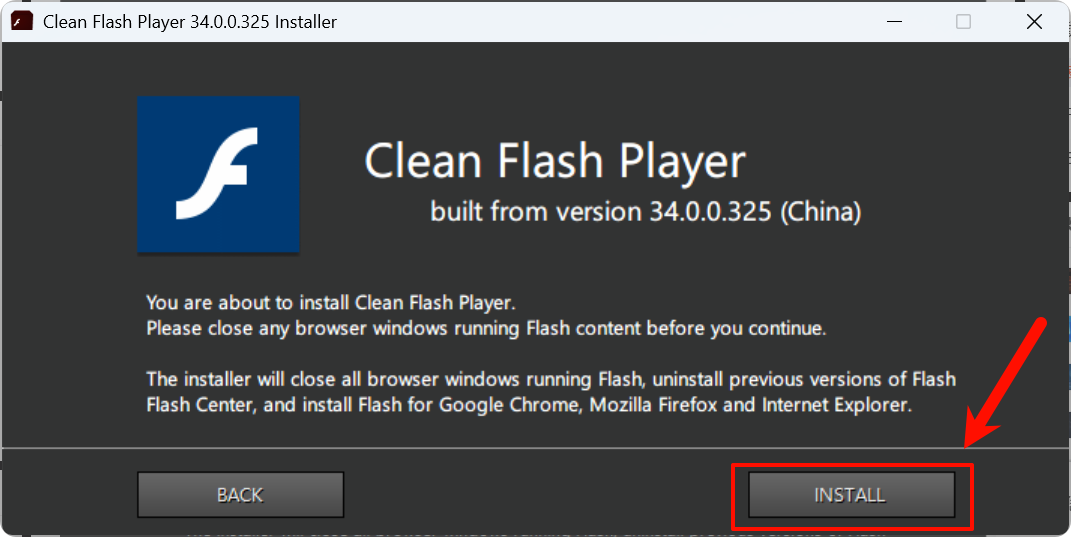 Clean Flash Player 34.0.0.325 Installer
Clean Flash Player
built from version 34.0.0.325 (China)
You are about to install Clean Flash Player.
Please close any browser windows running Flash content before you continue.
The installer will close all browser windows running Flash, uninstall previous versions of Flash
Flash Center, and install Flash for Google Chrome, Mozilla Firefox and Internet Explorer.
BACK
INSTALL